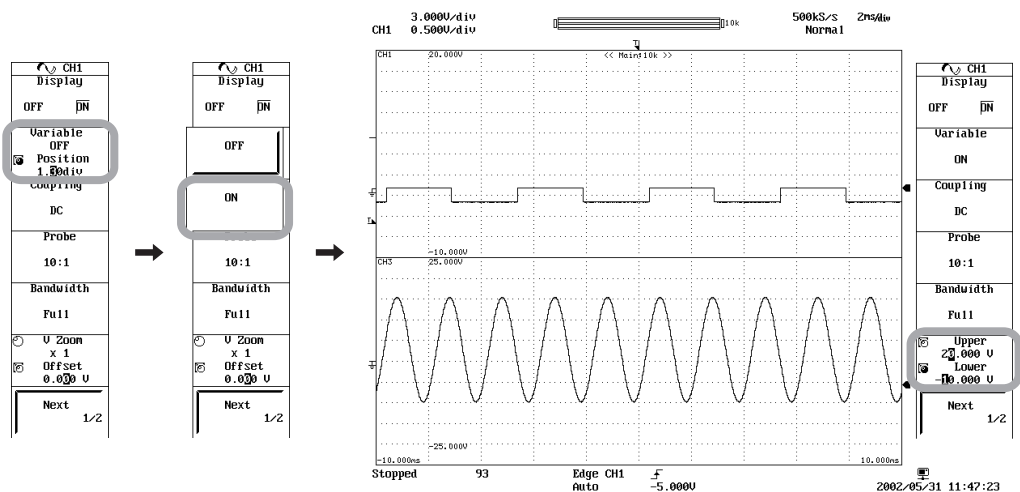 CH1
Display
OFF ON
Variable
OFF
Position
1.30div
Coupling
DC
Probe
10:1
Bandwidth
Full
V Zoom
x 1
Offset
0.000 V
Next
1/2
CH1
Display
OFF ON
OFF
ON
10:1
Bandwidth
Full
V Zoom
x 1
Offset
0.000 V
Next
1/2
3.000V/div
CH1 0.500V/div
10k
500kS/s 2ms/div
Normal
CH1 20.000V << Main:10k >>
-10.000V
CH3 25.000V
-25.000V
-10.000ms 10.000ms
Stopped 93 Edge CH1
Auto -5.000V
2002/05/31 11:47:23
CH1
Display
OFF ON
Variable
ON
Coupling
DC
Probe
10:1
Bandwidth
Full
Upper
20.000 V
Lower
-10.000 V
Next
1/2